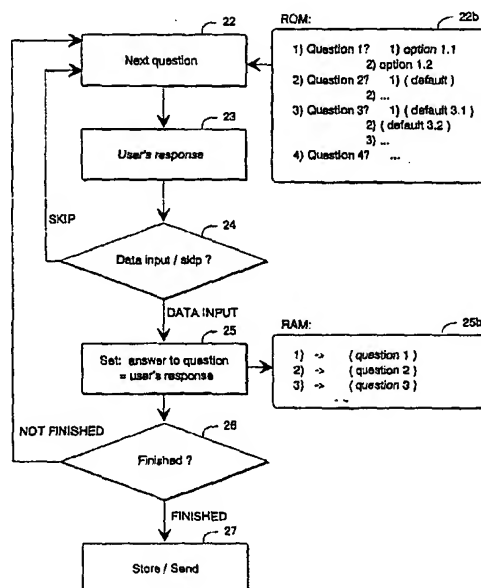 22
Next question
ROM:
22b
1) Question 1? 1) option 1.1
2) option 1.2
2) Question 2? 1) ( default )
2) ...
3) Question 3? 1) ( default 3.1 )
2) ( default 3.2 )
3) ...
4) Question 4? ...
23
User's response
SKIP
24
Data input / skip ?
DATA INPUT
25
Set: answer to question
= user's response
RAM:
25b
1) -> ( question 1 )
2) -> ( question 2 )
3) -> ( question 3 )
...
NOT FINISHED
26
Finished ?
FINISHED
27
Store / Send